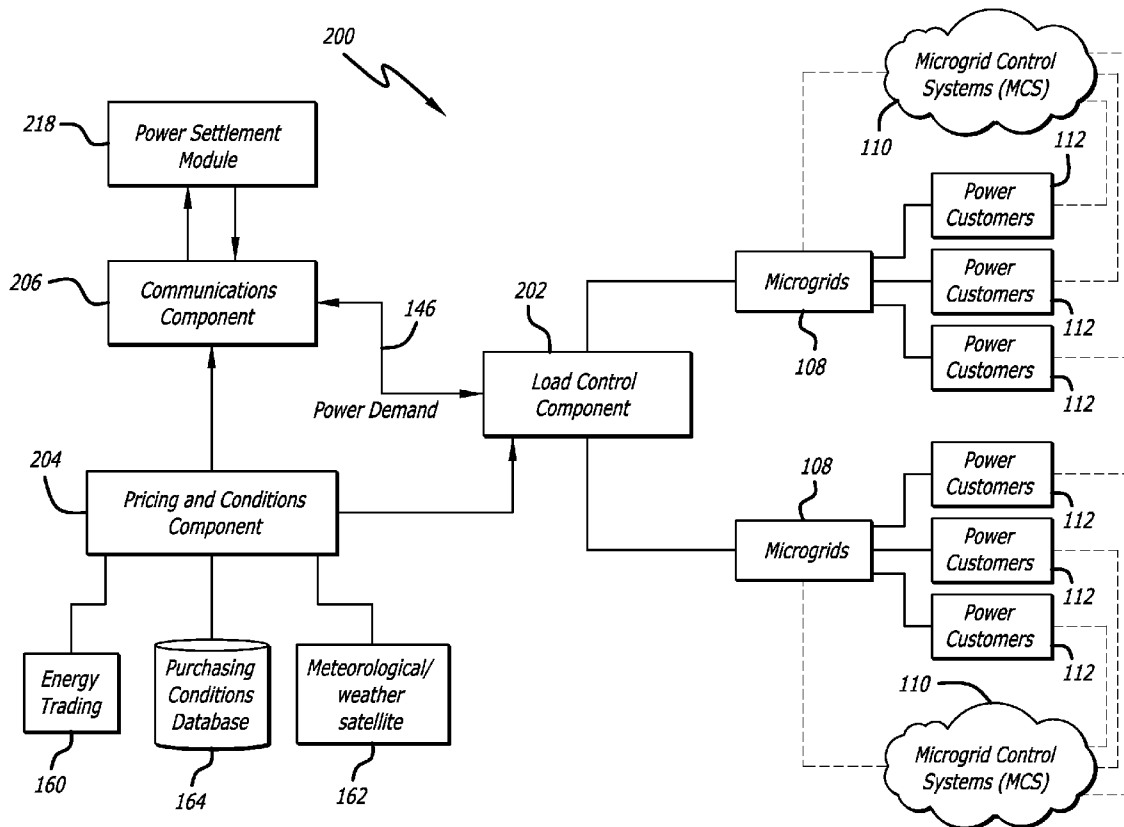 200
218
Power Settlement
Module
206
Communications
Component
146
Power Demand
202
Load Control
Component
204
Pricing and Conditions
Component
Energy
Trading
160
Purchasing
Conditions
Database
164
Meteorological/
weather
satellite
162
Microgrid Control
Systems (MCS)
110
112
Power
Customers
Microgrids
108
Power
Customers
112
Power
Customers
112
108
Microgrids
Power
Customers
112
Power
Customers
112
Power
Customers
112
110
Microgrid Control
Systems (MCS)